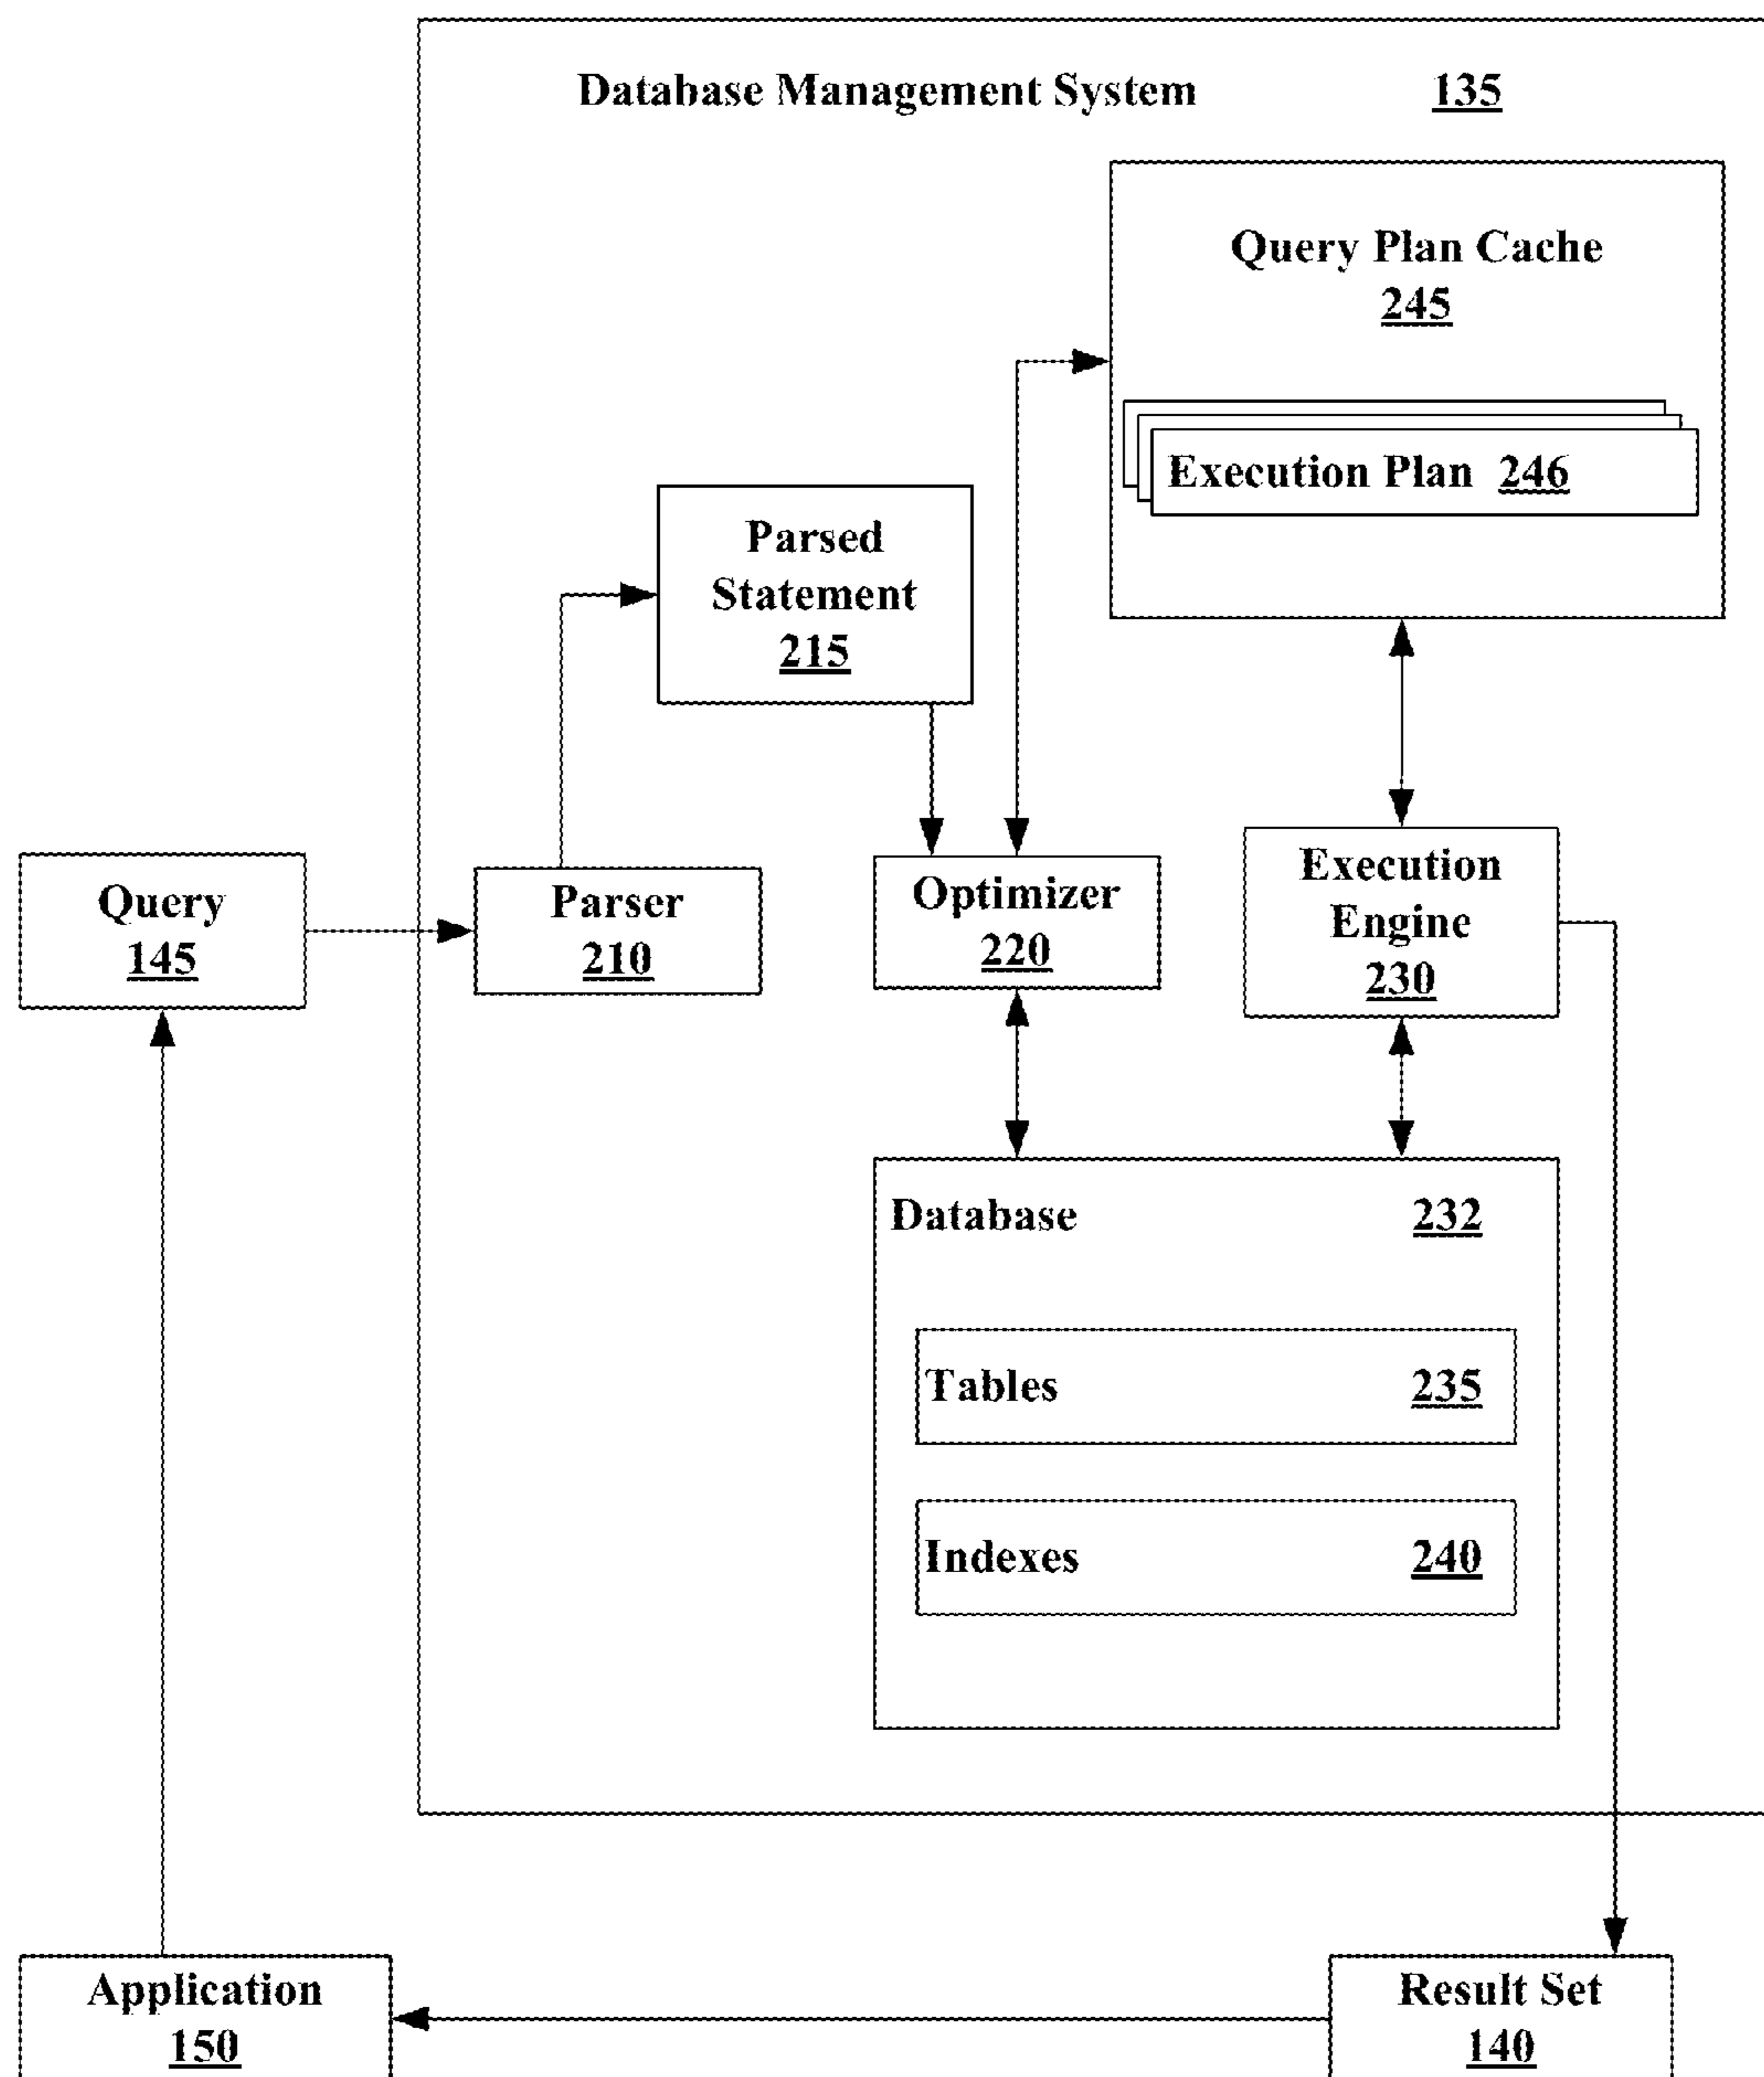 Database Management System 135
Query Plan Cache
245
Execution Plan 246
Parsed
Statement
215
Query
145
Parser
210
Optimizer
220
Execution
Engine
230
Database 232
Tables 235
Indexes 240
Application
150
Result Set
140